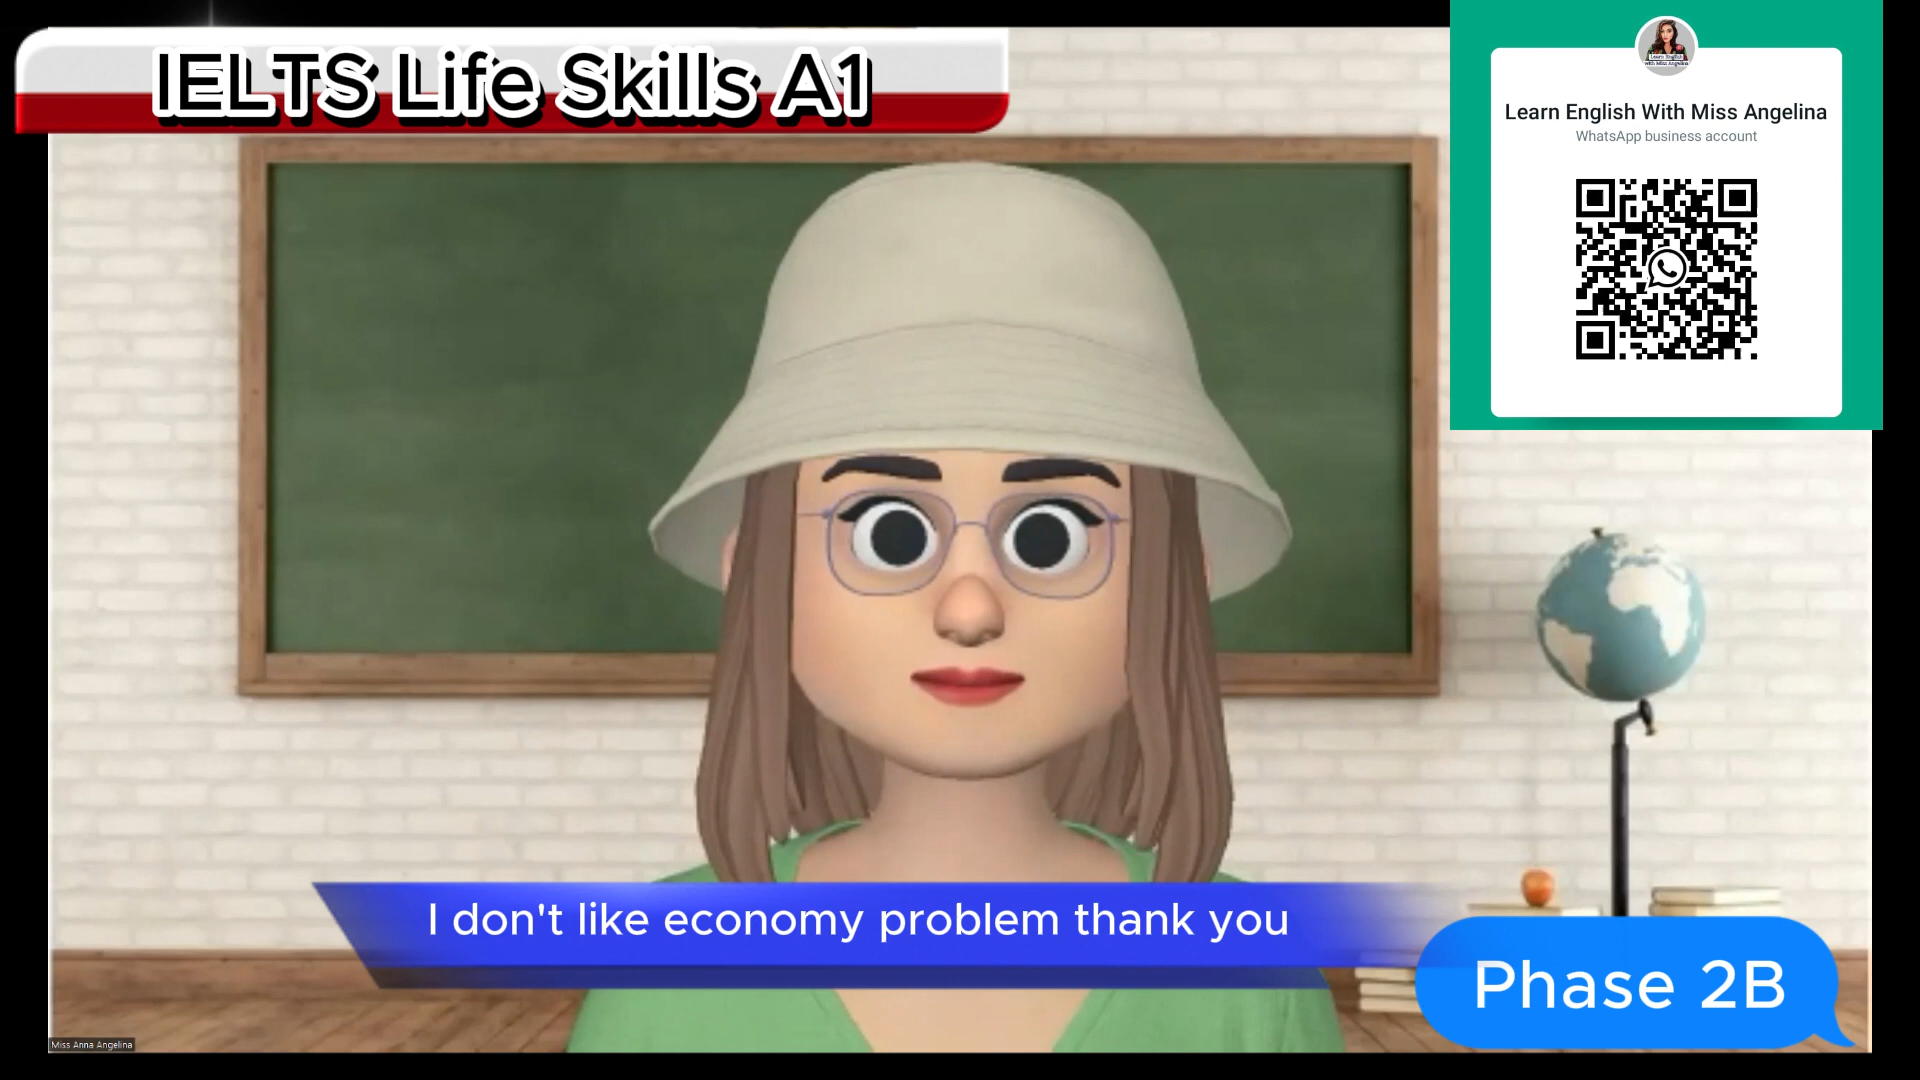 IELTS Life Skills A1
Learn English With Miss Angelina
WhatsApp business account
I don't like economy problem thank you
Phase 2B
Miss Anna Angelina